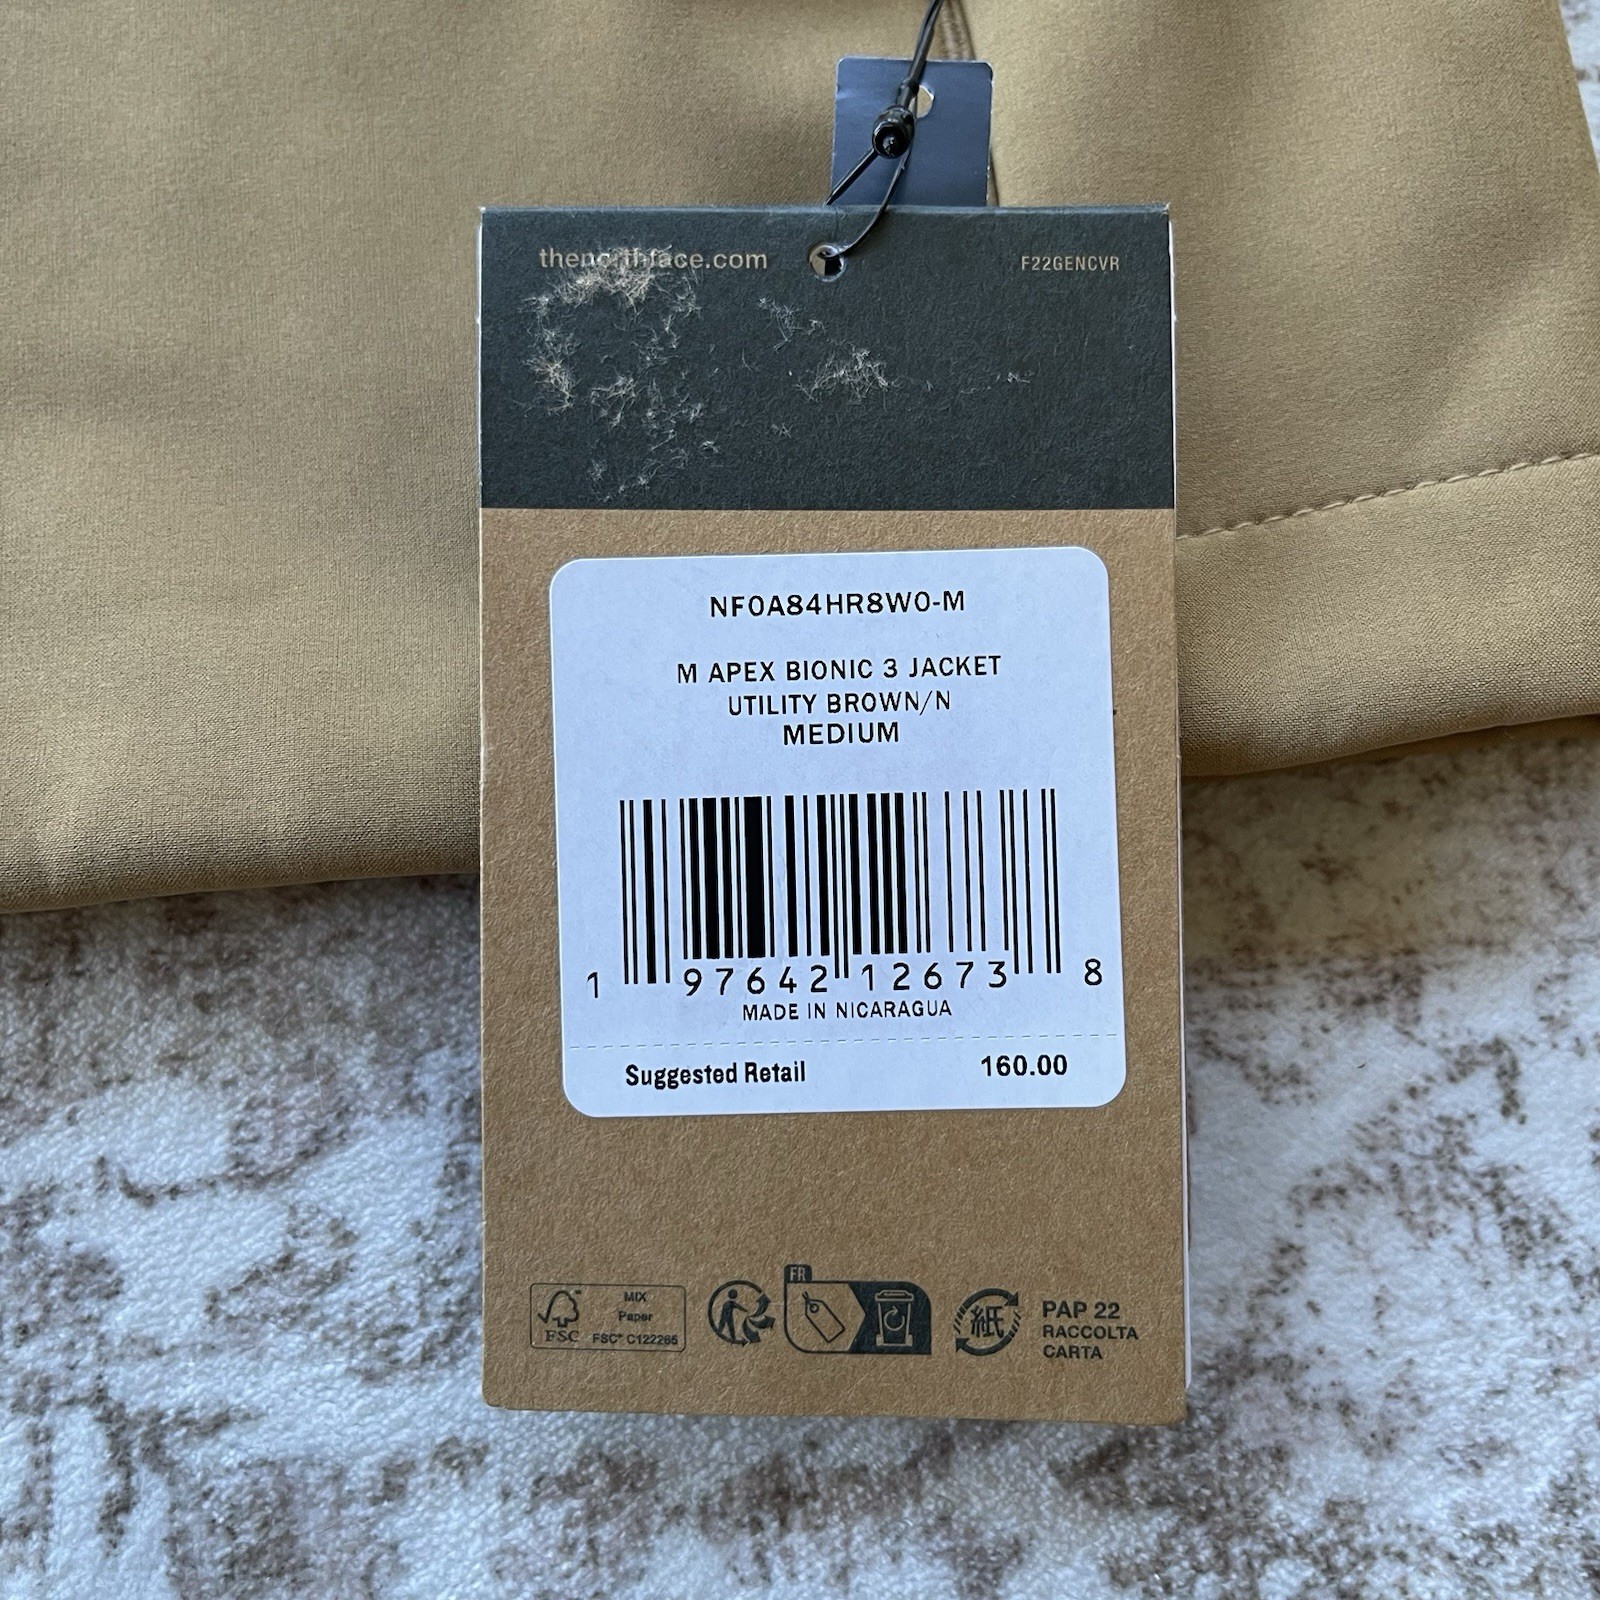 thenorthface.com
F22GENCVR
NF0A84HR8W0-M
M APEX BIONIC 3 JACKET
UTILITY BROWN/N
MEDIUM
1 97642 12673 8
MADE IN NICARAGUA
Suggested Retail 160.00
FSC
MIX
Paper
FSC® C122265
FR
紙
PAP 22
RACCOLTA
CARTA